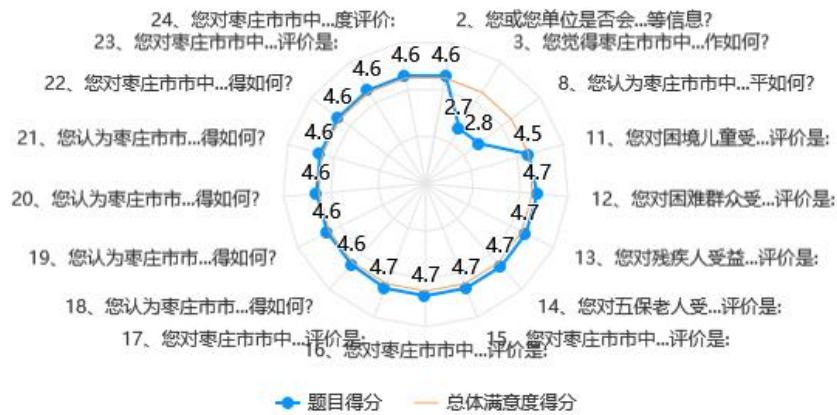 24、您对枣庄市市中...度评价:
2、您或您单位是否会...等信息?
23、您对枣庄市市中...评价是:
3、您觉得枣庄市市中...作如何?
22、您对枣庄市市中...得如何?
8、您认为枣庄市市中...平如何?
21、您认为枣庄市市...得如何?
11、您对困境儿童受...评价是:
20、您认为枣庄市市...得如何?
12、您对困难群众受...评价是:
19、您认为枣庄市市...得如何?
13、您对残疾人受益...评价是:
18、您认为枣庄市市...得如何?
14、您对五保老人受...评价是:
17、您对枣庄市市中...评价是:
15、您对枣庄市市中...评价是:
16、您对枣庄市市中...评价是:
4.6
2.7
2.8
4.5
4.7
4.7
4.7
4.7
4.7
4.7
4.6
4.6
4.6
4.6
4.6
4.6
4.6
题目得分
总体满意度得分